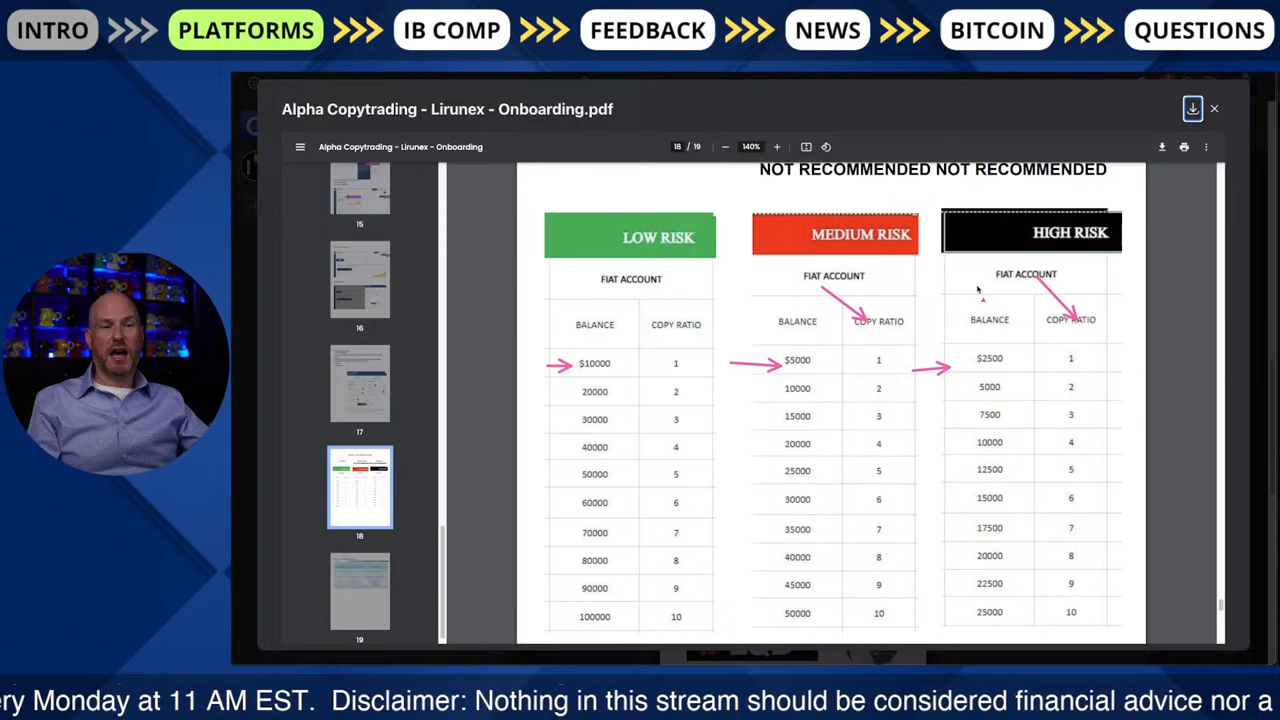 INTRO PLATFORMS IB COMP FEEDBACK NEWS BITCOIN QUESTIONS
Alpha Copytrading - Lirunex - Onboarding.pdf
Alpha Copytrading - Lirunex - Onboarding 18 / 19 140%
15
16
17
18
19
NOT RECOMMENDED NOT RECOMMENDED
LOW RISK
FIAT ACCOUNT
BALANCE COPY RATIO
$10000 1
20000 2
30000 3
40000 4
50000 5
60000 6
70000 7
80000 8
90000 9
100000 10
MEDIUM RISK
FIAT ACCOUNT
BALANCE COPY RATIO
$5000 1
10000 2
15000 3
20000 4
25000 5
30000 6
35000 7
40000 8
45000 9
50000 10
HIGH RISK
FIAT ACCOUNT
BALANCE COPY RATIO
$2500 1
5000 2
7500 3
10000 4
12500 5
15000 6
17500 7
20000 8
22500 9
25000 10
ery Monday at 11 AM EST. Disclaimer: Nothing in this stream should be considered financial advice nor a